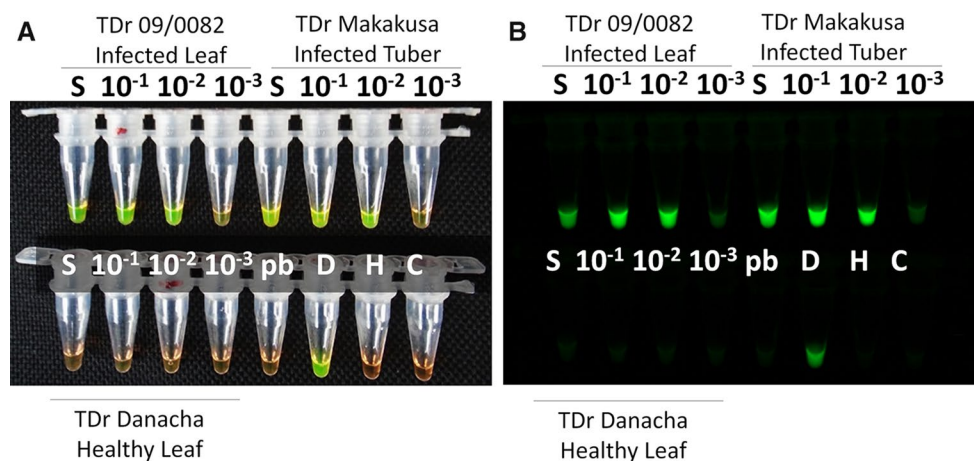 A
TDr 09/0082
Infected Leaf
TDr Makakusa
Infected Tuber
S 10⁻¹ 10⁻² 10⁻³ S 10⁻¹ 10⁻² 10⁻³
S 10⁻¹ 10⁻² 10⁻³ pb D H C
TDr Danacha
Healthy Leaf
B
TDr 09/0082
Infected Leaf
TDr Makakusa
Infected Tuber
S 10⁻¹ 10⁻² 10⁻³ S 10⁻¹ 10⁻² 10⁻³
S 10⁻¹ 10⁻² 10⁻³ pb D H C
TDr Danacha
Healthy Leaf